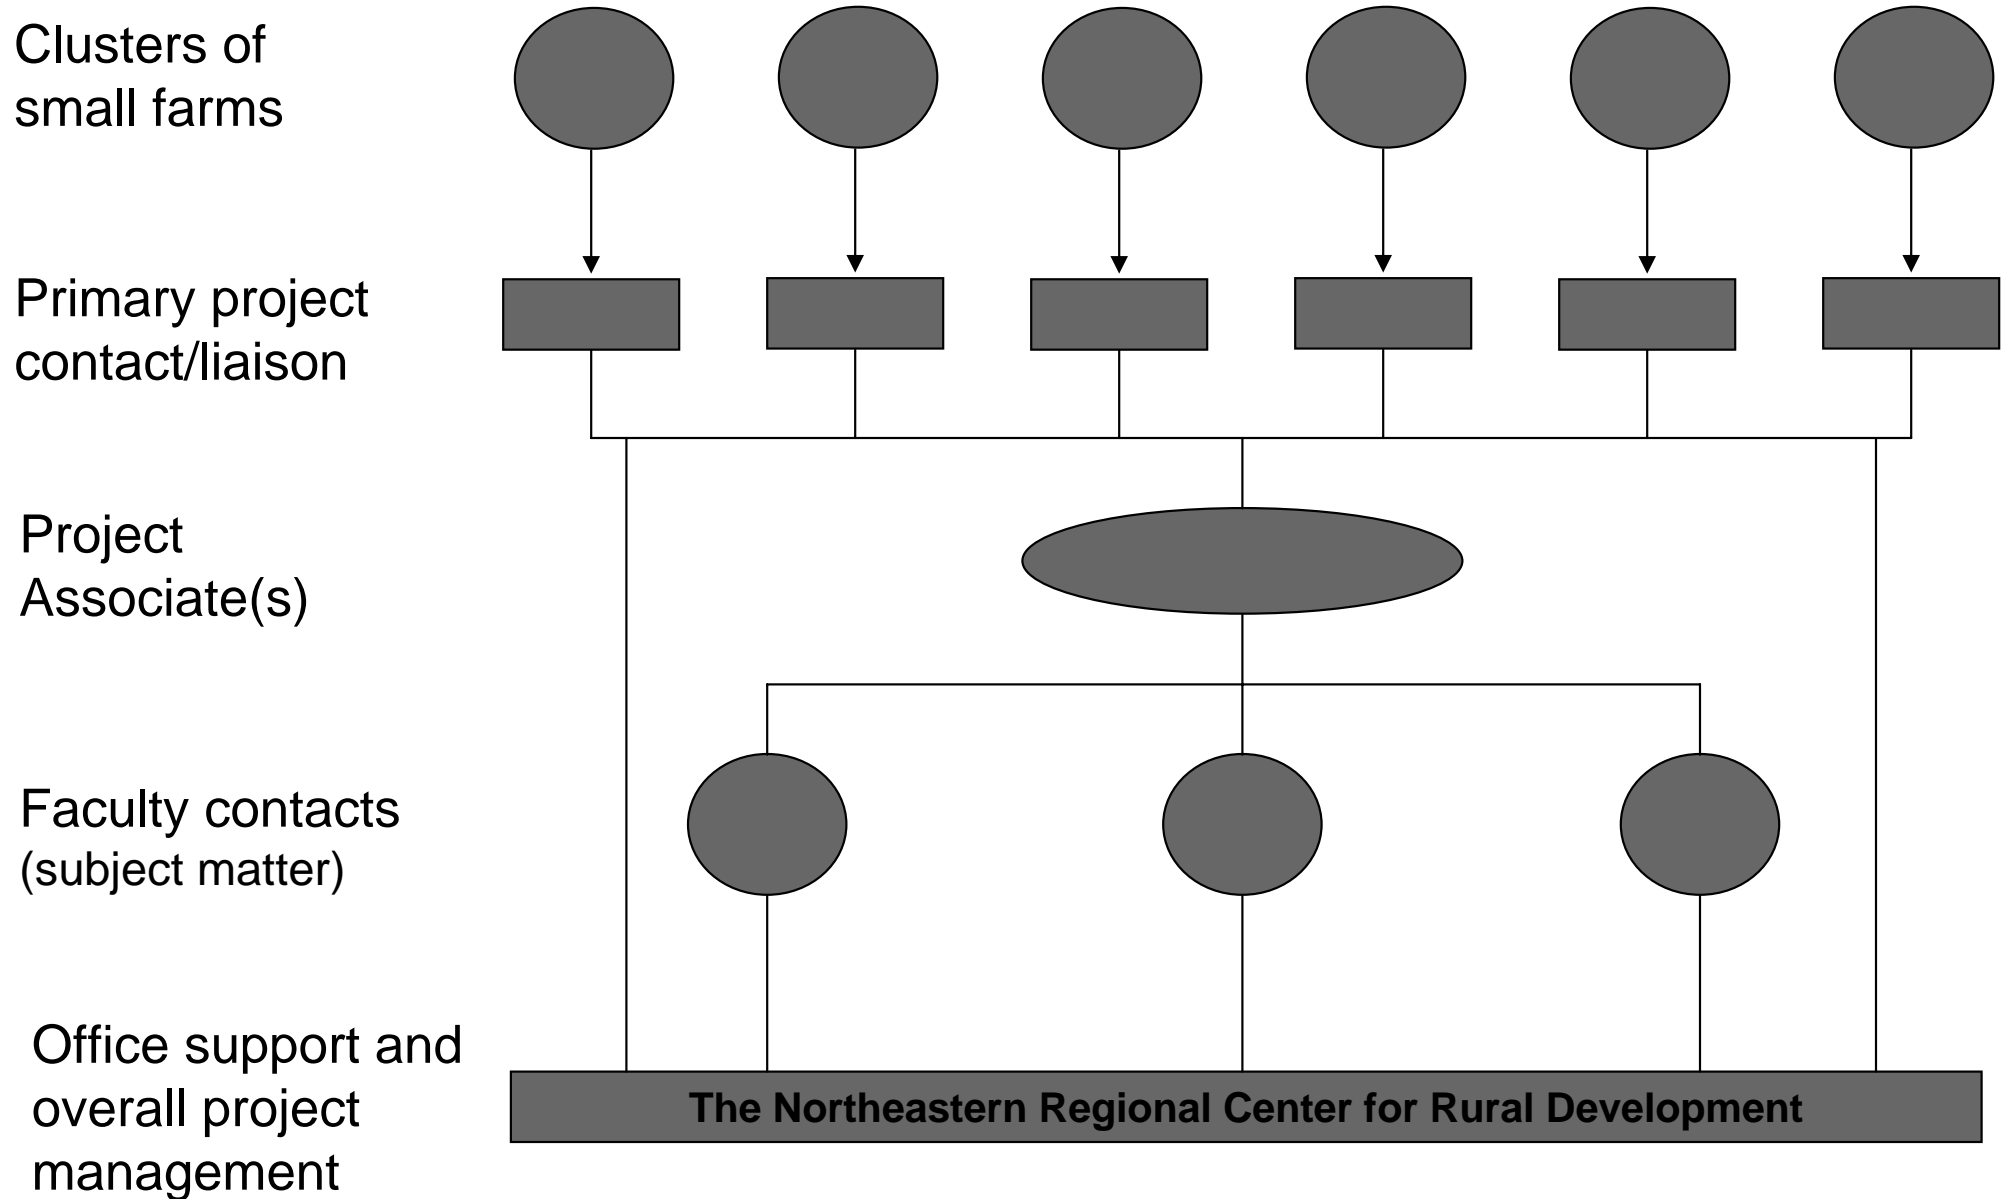 Clusters of
small farms
Primary project
contact/liaison
Project
Associate(s)
Faculty contacts
(subject matter)
Office support and
overall project
management
The Northeastern Regional Center for Rural Development